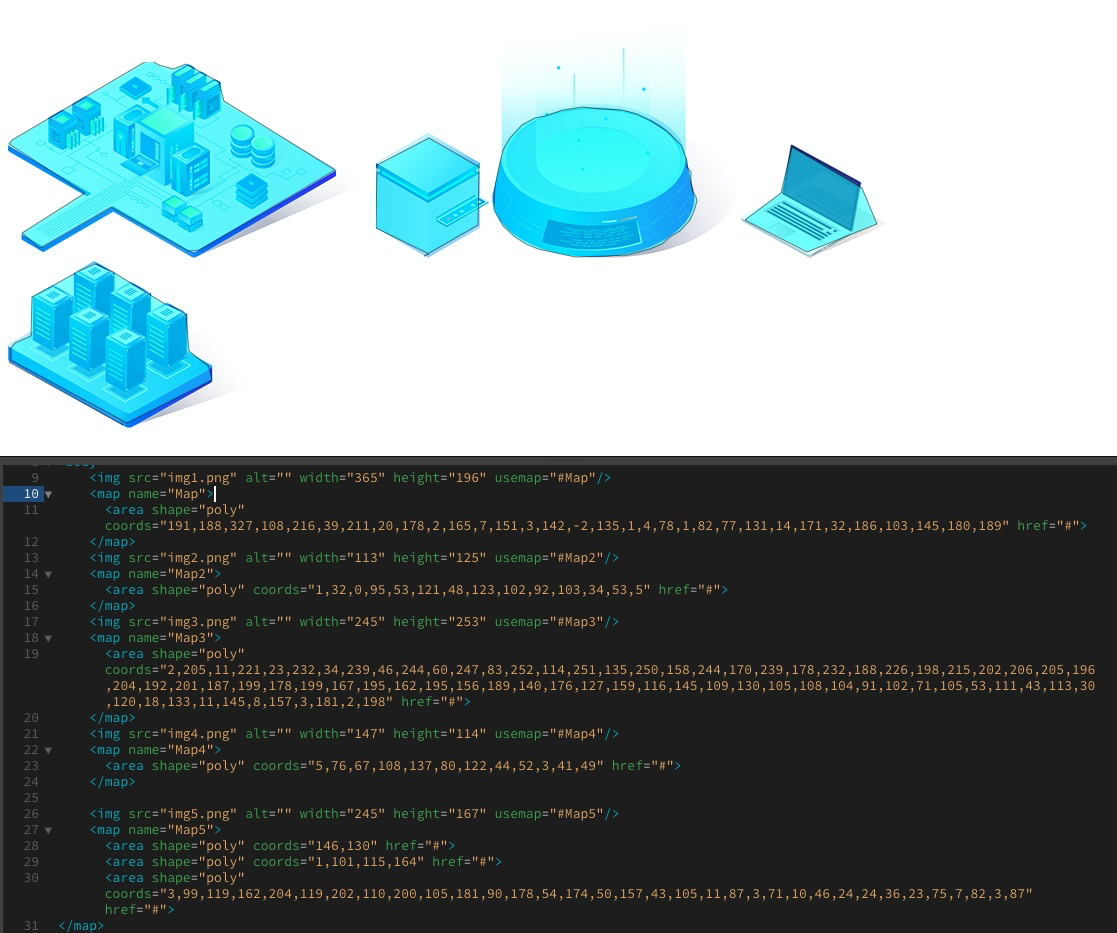 9 <img src="img1.png" alt="" width="365" height="196" usemap="#Map"/>
10 <map name="Map">
11 <area shape="poly"
coords="191,188,327,108,216,39,211,20,178,2,165,7,151,3,142,-2,135,1,4,78,1,82,77,131,14,171,32,186,103,145,180,189" href="#">
12 </map>
13 <img src="img2.png" alt="" width="113" height="125" usemap="#Map2"/>
14 <map name="Map2">
15 <area shape="poly" coords="1,32,0,95,53,121,48,123,102,92,103,34,53,5" href="#">
16 </map>
17 <img src="img3.png" alt="" width="245" height="253" usemap="#Map3"/>
18 <map name="Map3">
19 <area shape="poly"
coords="2,205,11,221,23,232,34,239,46,244,60,247,83,252,114,251,135,250,158,244,170,239,178,232,188,226,198,215,202,206,205,196
,204,192,201,187,199,178,199,167,195,162,195,156,189,140,176,127,159,116,145,109,130,105,108,104,91,102,71,105,53,111,43,113,30
,120,18,133,11,145,8,157,3,181,2,198" href="#">
20 </map>
21 <img src="img4.png" alt="" width="147" height="114" usemap="#Map4"/>
22 <map name="Map4">
23 <area shape="poly" coords="5,76,67,108,137,80,122,44,52,3,41,49" href="#">
24 </map>
25
26 <img src="img5.png" alt="" width="245" height="167" usemap="#Map5"/>
27 <map name="Map5">
28 <area shape="poly" coords="146,130" href="#">
29 <area shape="poly" coords="1,101,115,164" href="#">
30 <area shape="poly"
coords="3,99,119,162,204,119,202,110,200,105,181,90,178,54,174,50,157,43,105,11,87,3,71,10,46,24,24,36,23,75,7,82,3,87"
href="#">
31 </map>